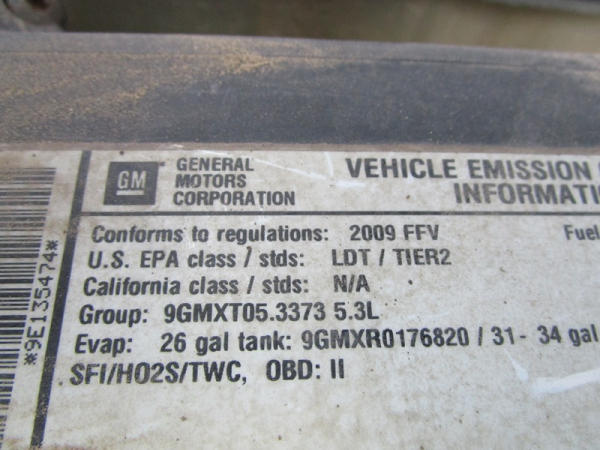 GM
GENERAL MOTORS CORPORATION
VEHICLE EMISSION
Conforms to regulations: 2009 FFV Fuel
U.S. EPA class / stds: LDT / TIER2
California class / stds: N/A
Group: 9GMXT05.3373 5.3L
Evap: 26 gal tank: 9GMXR0176820 / 31- 34 gal
SFI/HO2S/TWC, OBD: II
*9E135474*